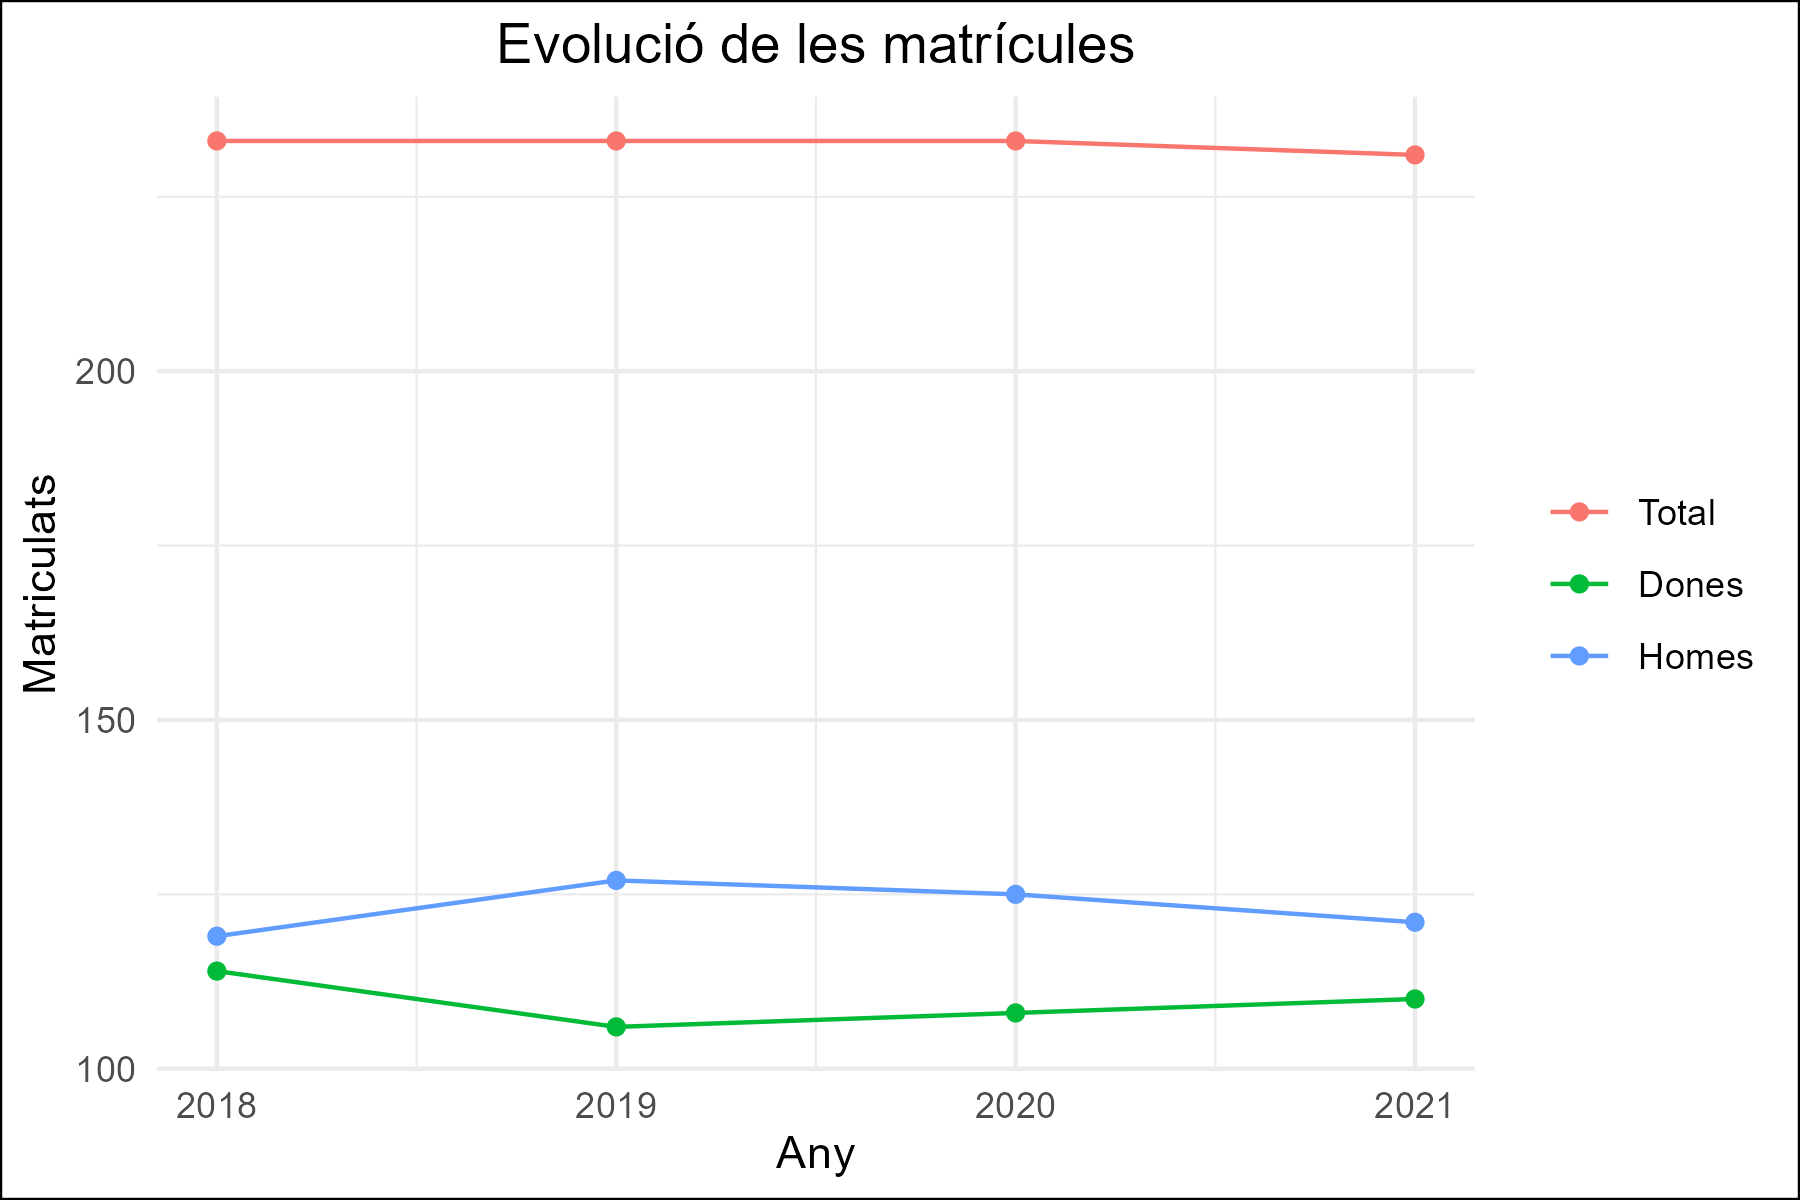 Evolució de les matrícules
Matriculats
200
150
100
2018
2019
2020
2021
Any
Total
Dones
Homes